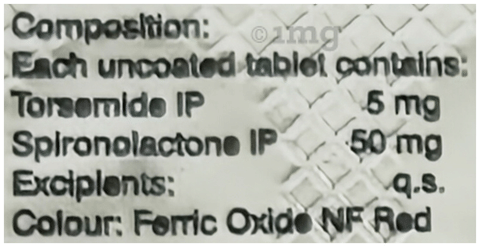 Composition:
Each uncoated tablet contains:
Torsemide IP 5 mg
Spironolactone IP 50 mg
Excipients: q.s.
Colour: Ferric Oxide NF Red
1mg